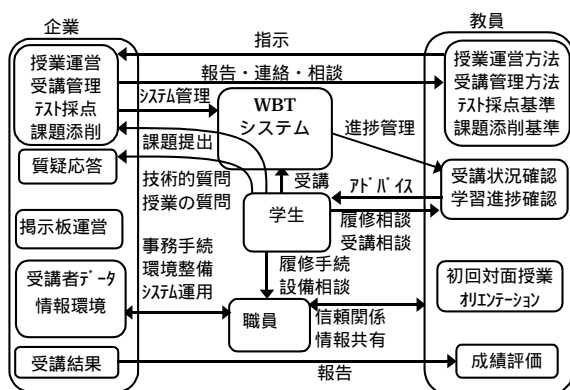 企業
教員
指示
授業運営
受講管理
ﾃｽﾄ採点
課題添削
報告・連絡・相談
授業運営方法
受講管理方法
ﾃｽﾄ採点基準
課題添削基準
ｼｽﾃﾑ管理
WBT
システム
課題提出
進捗管理
質疑応答
技術的質問
授業の質問
受講
ｱﾄﾞﾊﾞｲｽ
受講状況確認
学習進捗確認
学生
履修相談
受講相談
掲示板運営
事務手続
環境整備
ｼｽﾃﾑ運用
履修手続
設備相談
受講者ﾃﾞｰﾀ
情報環境
初回対面授業
ｵﾘｴﾝﾃｰｼｮﾝ
職員
信頼関係
情報共有
受講結果
報告
成績評価